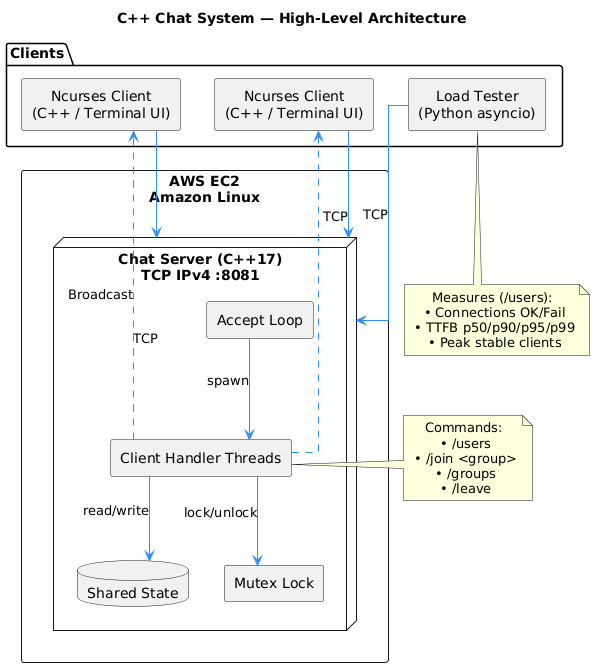 C++ Chat System — High-Level Architecture
Clients
Ncurses Client
(C++ / Terminal UI)
Ncurses Client
(C++ / Terminal UI)
Load Tester
(Python asyncio)
AWS EC2
Amazon Linux
TCP
TCP
Chat Server (C++17)
TCP IPv4 :8081
Broadcast
Measures (/users):
• Connections OK/Fail
• TTFB p50/p90/p95/p99
• Peak stable clients
Accept Loop
TCP
spawn
Commands:
• /users
• /join <group>
• /groups
• /leave
Client Handler Threads
read/write
lock/unlock
Shared State
Mutex Lock